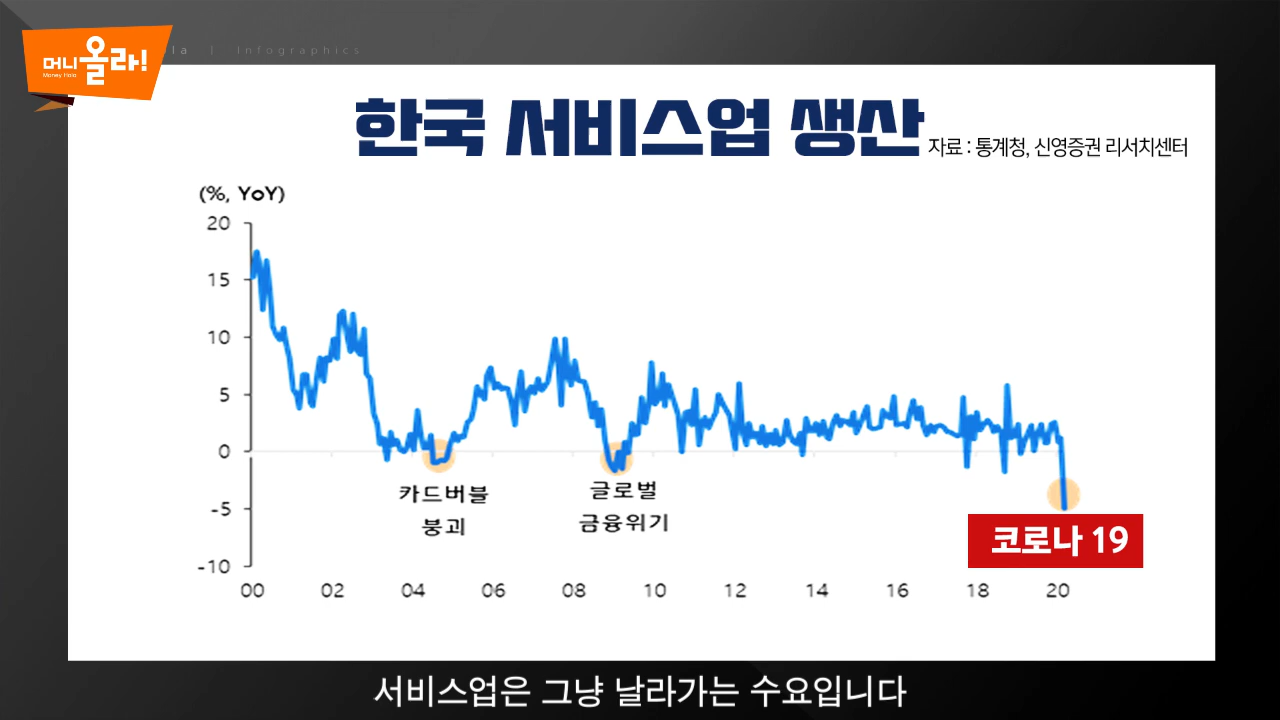 머니올라!
Money Hola
la | Infographics
한국 서비스업 생산
자료 : 통계청, 신영증권 리서치센터
(%, YoY)
20
15
10
5
0
-5
-10
카드버블
붕괴
글로벌
금융위기
코로나 19
00 02 04 06 08 10 12 14 16 18 20
서비스업은 그냥 날라가는 수요입니다